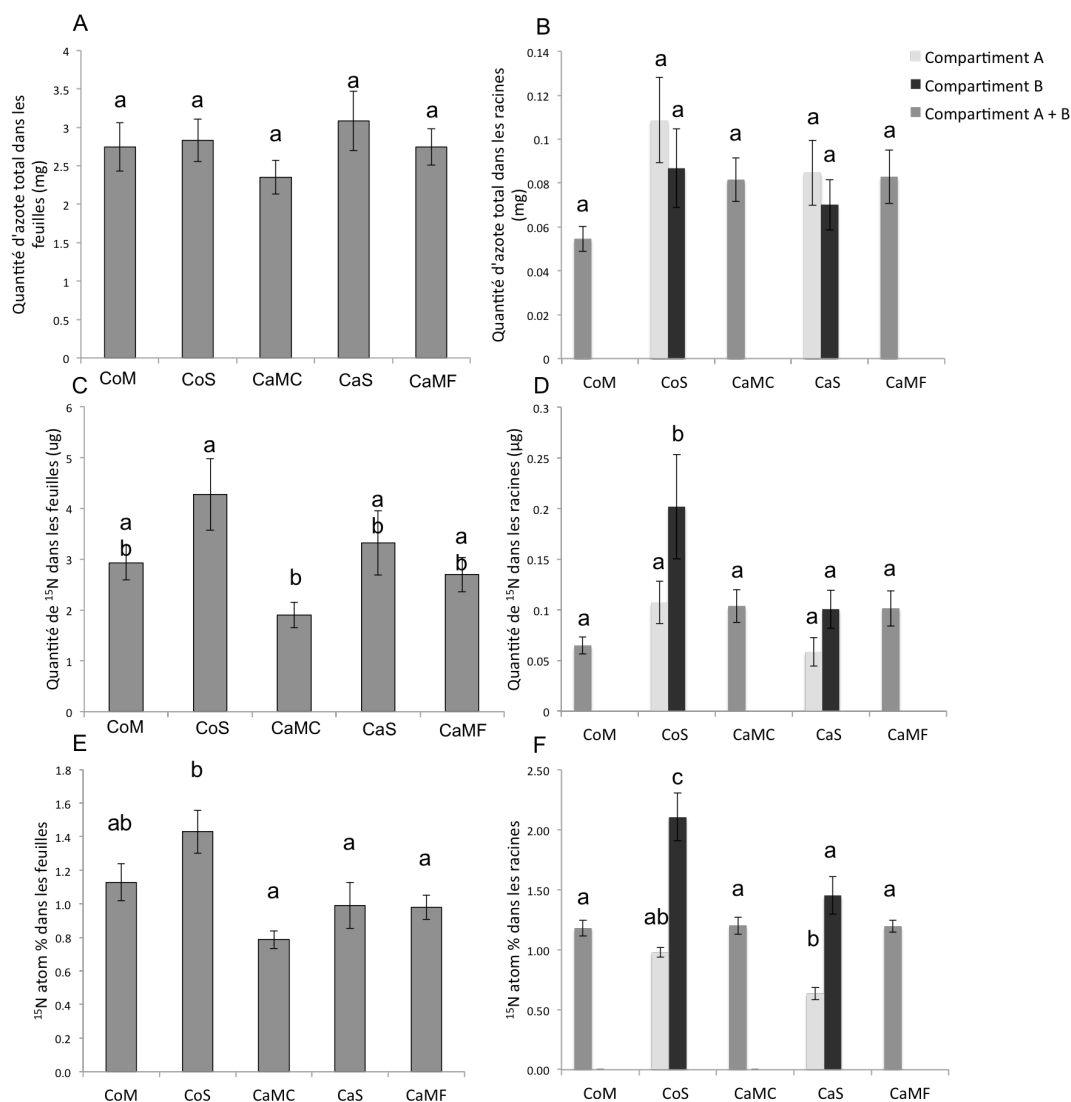 A
Quantité d'azote total dans les
feuilles (mg)
4
3.5
3
2.5
2
1.5
1
0.5
0
a
a
a
a
a
CoM
CoS
CaMC
CaS
CaMF
B
Quantité d'azote total dans les racines
(mg)
0.14
0.12
0.1
0.08
0.06
0.04
0.02
0
a
a
a
a
a
a
a
CoM
CoS
CaMC
CaS
CaMF
Compartiment A
Compartiment B
Compartiment A + B
C
Quantité de ¹⁵N dans les feuilles (ug)
6
5
4
3
2
1
0
a
b
a
b
a
b
a
b
CoM
CoS
CaMC
CaS
CaMF
D
Quantité de ¹⁵N dans les racines (µg)
0.3
0.25
0.2
0.15
0.1
0.05
0
a
a
b
a
a
a
a
CoM
CoS
CaMC
CaS
CaMF
E
¹⁵N atom % dans les feuilles
1.8
1.6
1.4
1.2
1.0
0.8
0.6
0.4
0.2
0.0
ab
b
a
a
a
CoM
CoS
CaMC
CaS
CaMF
F
¹⁵N atom % dans les racines
2.50
2.00
1.50
1.00
0.50
0.00
a
ab
c
a
b
a
a
CoM
CoS
CaMC
CaS
CaMF